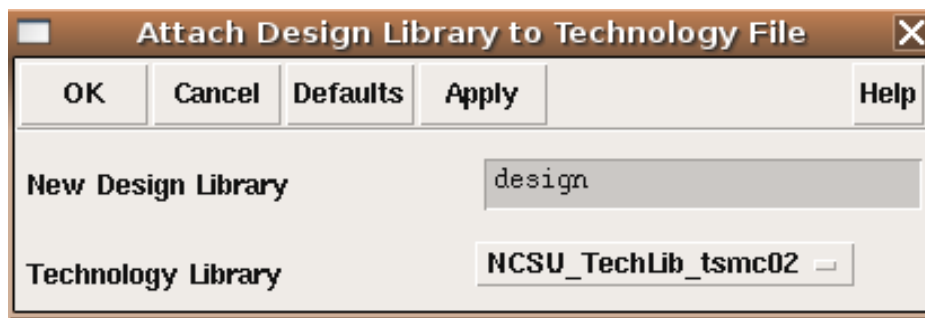 Attach Design Library to Technology File
OK Cancel Defaults Apply Help
New Design Library design
Technology Library NCSU_TechLib_tsmc02